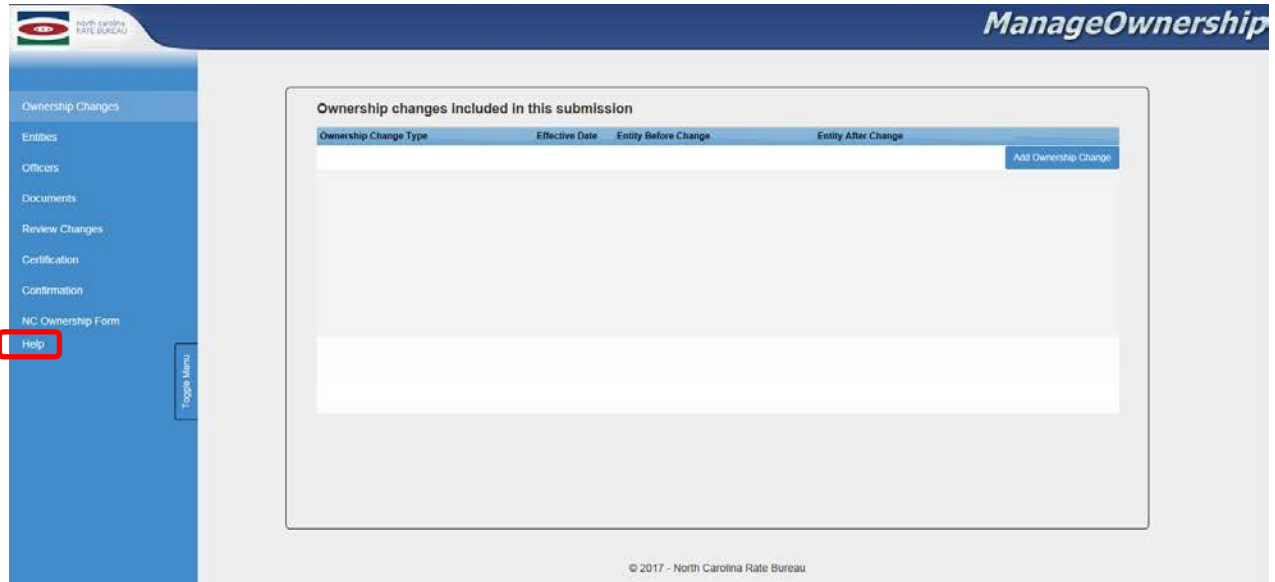 north carolina
RATE BUREAU
ManageOwnership
Ownership Changes
Entities
Officers
Documents
Review Changes
Certification
Confirmation
NC Ownership Form
Help
Toggle Menu
Ownership changes included in this submission
Ownership Change Type Effective Date Entity Before Change Entity After Change
Add Ownership Change
© 2017 - North Carolina Rate Bureau